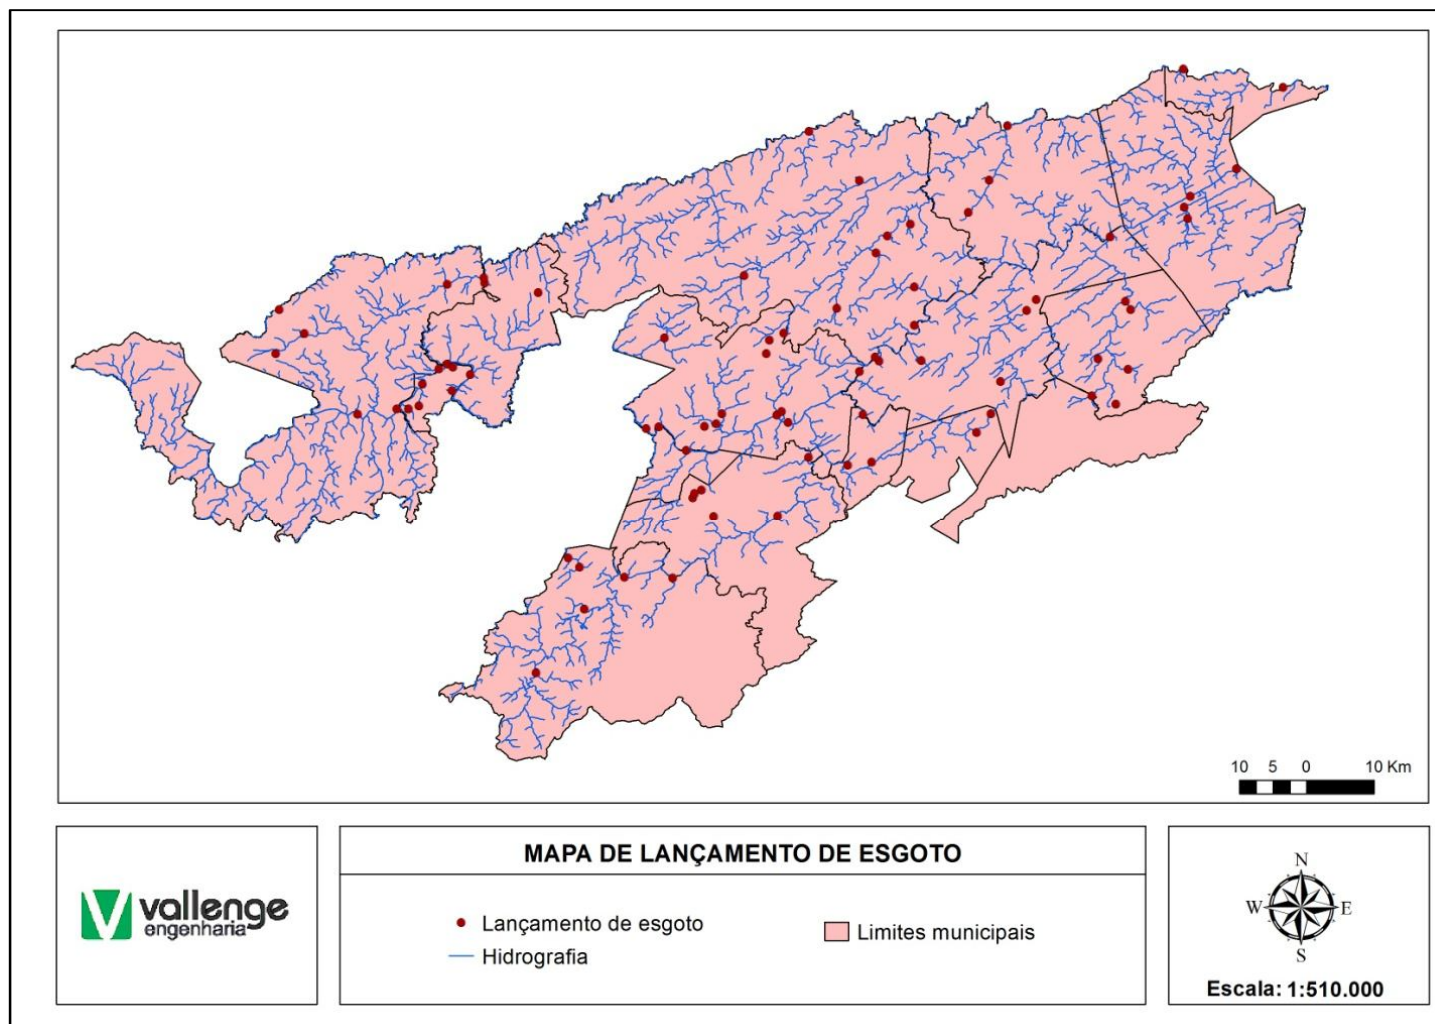 10 5 0 10 Km
vallenge
engenharia
MAPA DE LANÇAMENTO DE ESGOTO
Lançamento de esgoto
Hidrografia
Limites municipais
N
W E
S
Escala: 1:510.000